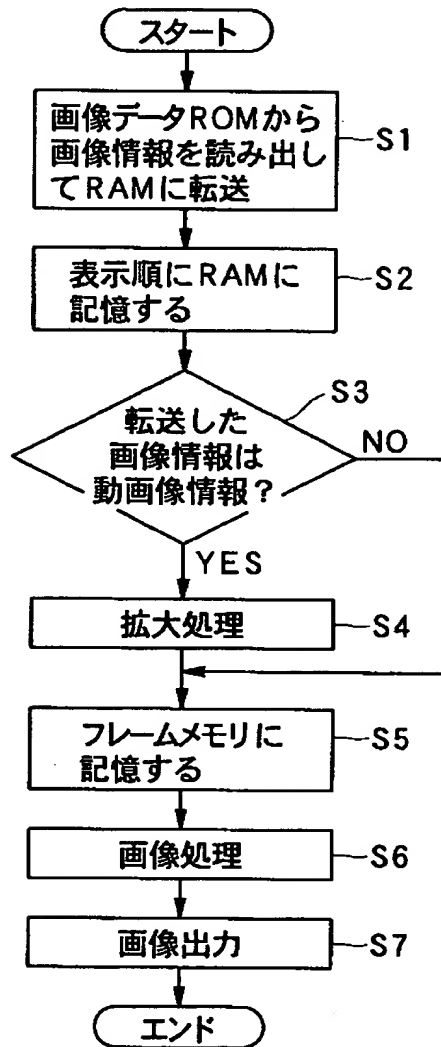 スタート
画像データROMから
画像情報を読み出し
てRAMに転送
S1
表示順にRAMに
記憶する
S2
S3
転送した
画像情報は
動画像情報？
NO
YES
拡大処理
S4
フレームメモリに
記憶する
S5
画像処理
S6
画像出力
S7
エンド